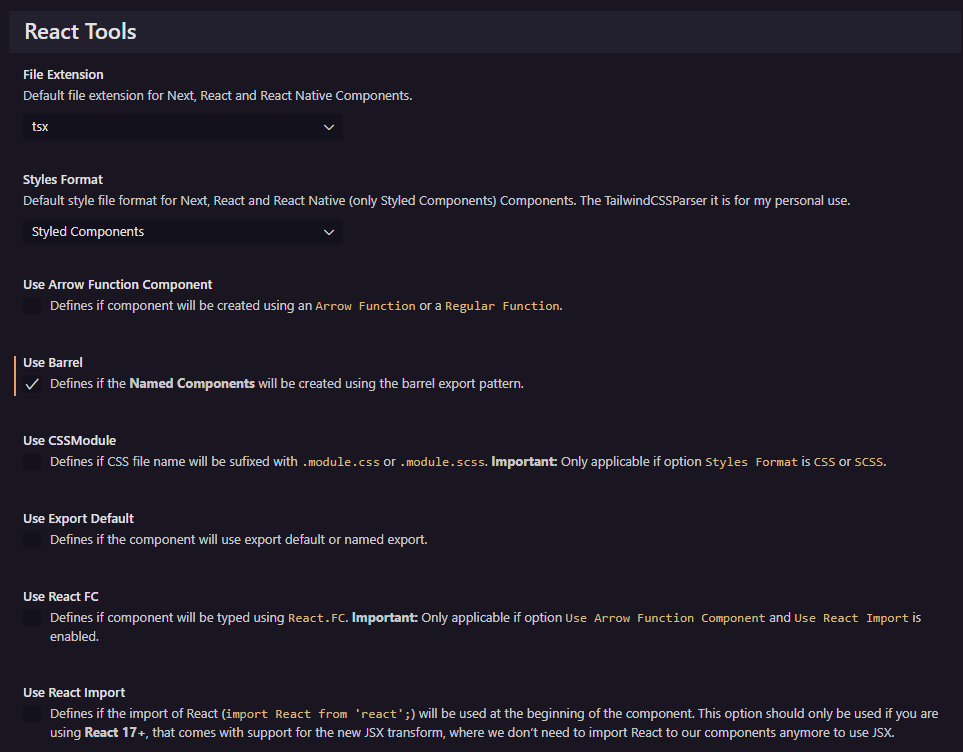 React Tools
File Extension
Default file extension for Next, React and React Native Components.
tsx
Styles Format
Default style file format for Next, React and React Native (only Styled Components) Components. The TailwindCSSParser it is for my personal use.
Styled Components
Use Arrow Function Component
Defines if component will be created using an Arrow Function or a Regular Function.
Use Barrel
Defines if the Named Components will be created using the barrel export pattern.
Use CSSModule
Defines if CSS file name will be sufixed with .module.css or .module.scss. Important: Only applicable if option Styles Format is CSS or SCSS.
Use Export Default
Defines if the component will use export default or named export.
Use React FC
Defines if component will be typed using React.FC. Important: Only applicable if option Use Arrow Function Component and Use React Import is
enabled.
Use React Import
Defines if the import of React (import React from 'react';) will be used at the beginning of the component. This option should only be used if you are
using React 17+, that comes with support for the new JSX transform, where we don't need to import React to our components anymore to use JSX.